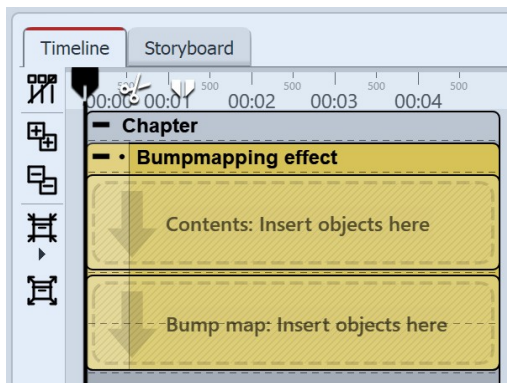 Timeline Storyboard
500 500 500 500 500
00:00 00:01 00:02 00:03 00:04
Chapter
Bumpmapping effect
Contents: Insert objects here
Bump map: Insert objects here